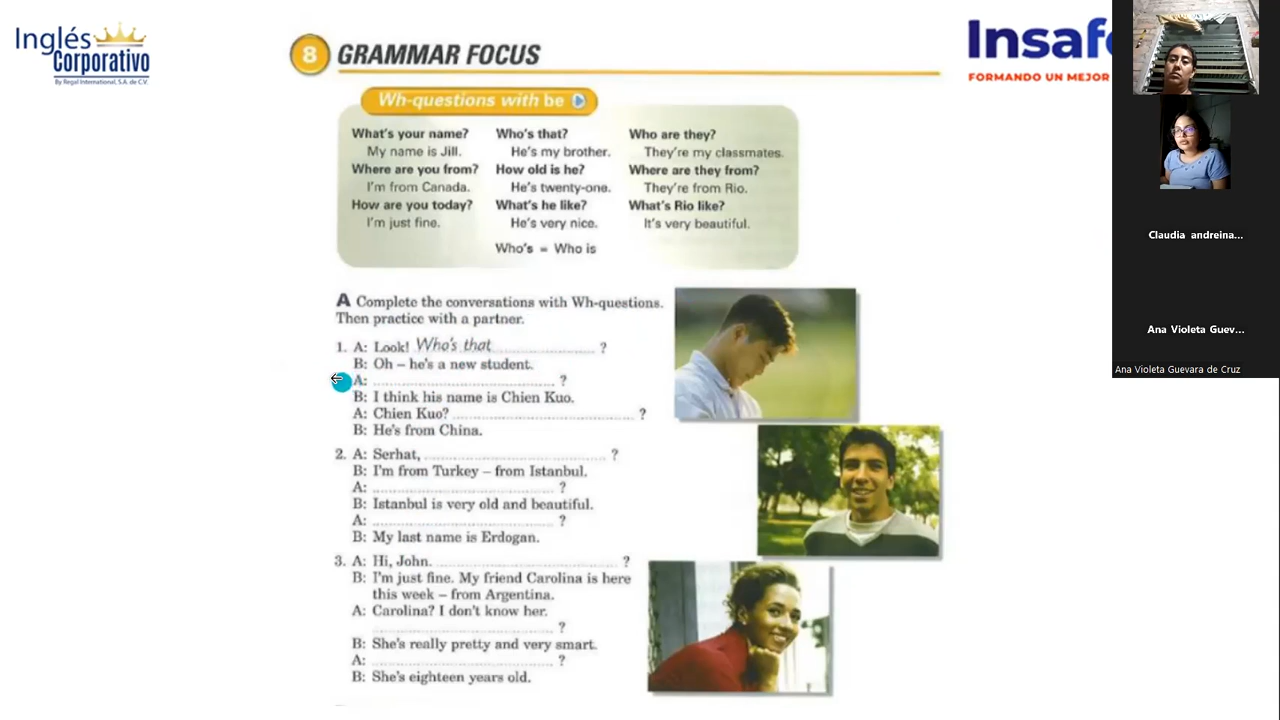 Inglés
Corporativo
By Regal International, S.A. de C.V.
8 GRAMMAR FOCUS
FORMANDO UN MEJOR
Wh-questions with be
What's your name?
My name is Jill.
Where are you from?
I'm from Canada.
How are you today?
I'm just fine.
Who's that?
He's my brother.
How old is he?
He's twenty-one.
What's he like?
He's very nice.
Who's = Who is
Who are they?
They're my classmates.
Where are they from?
They're from Rio.
What's Rio like?
It's very beautiful.
A Complete the conversations with Wh-questions.
Then practice with a partner.
1. A: Look! Who's that ?
B: Oh – he's a new student.
A: ?
B: I think his name is Chien Kuo.
A: Chien Kuo? ?
B: He's from China.
2. A: Serhat, ?
B: I'm from Turkey – from Istanbul.
A: ?
B: Istanbul is very old and beautiful.
A: ?
B: My last name is Erdogan.
3. A: Hi, John. ?
B: I'm just fine. My friend Carolina is here
this week – from Argentina.
A: Carolina? I don't know her.
?
B: She's really pretty and very smart.
A: ?
B: She's eighteen years old.
Claudia andreina...
Ana Violeta Guev...
Ana Violeta Guevara de Cruz